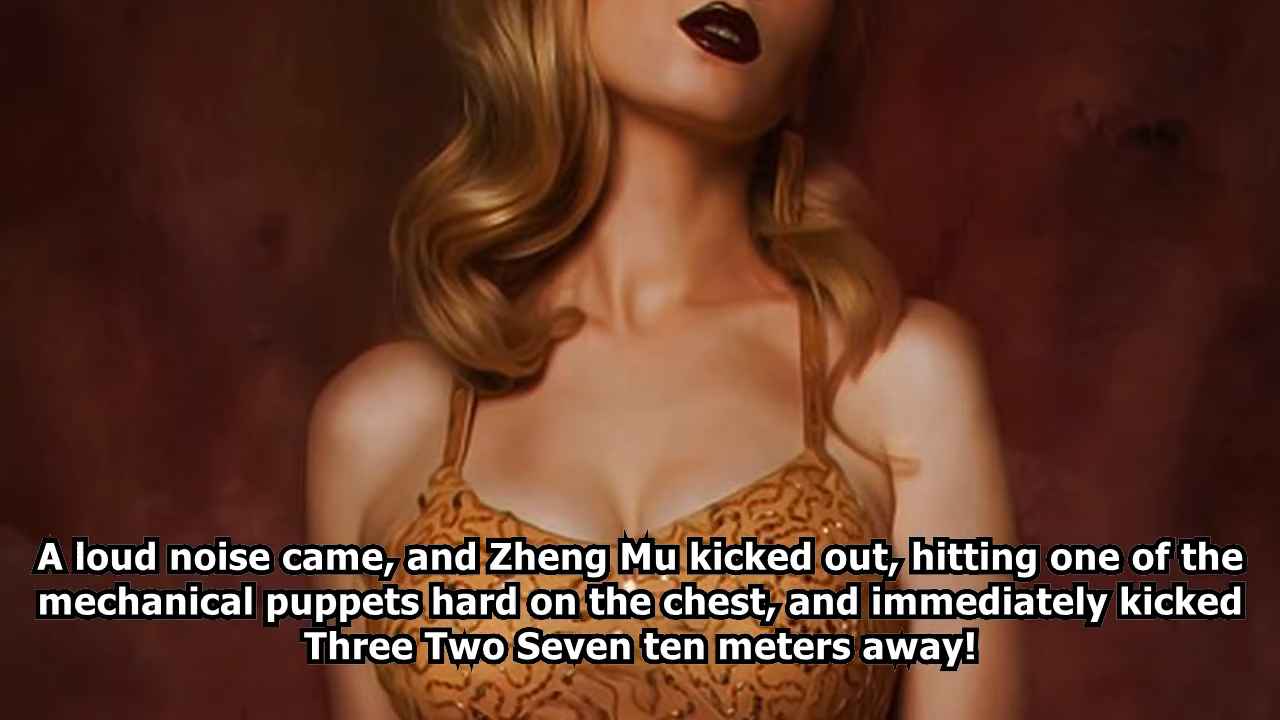 A loud noise came, and Zheng Mu kicked out, hitting one of the
mechanical puppets hard on the chest, and immediately kicked
Three Two Seven ten meters away!